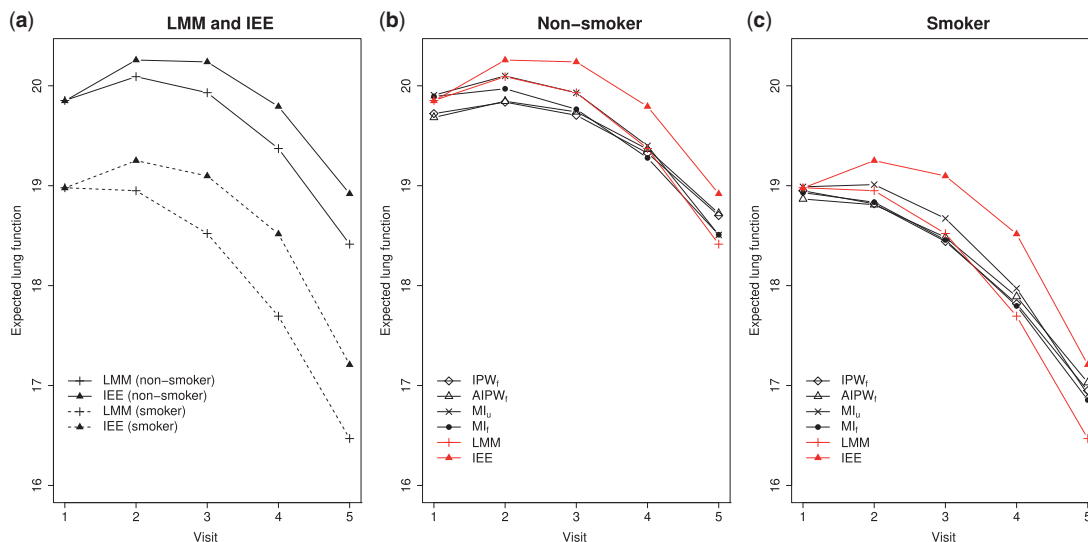 (a) LMM and IEE
Expected lung function
20
19
18
17
16
LMM (non-smoker)
IEE (non-smoker)
LMM (smoker)
IEE (smoker)
1 2 3 4 5
Visit
(b) Non-smoker
Expected lung function
20
19
18
17
16
IPWf
AIPWf
MIu
MIf
LMM
IEE
1 2 3 4 5
Visit
(c) Smoker
Expected lung function
20
19
18
17
16
IPWf
AIPWf
MIu
MIf
LMM
IEE
1 2 3 4 5
Visit